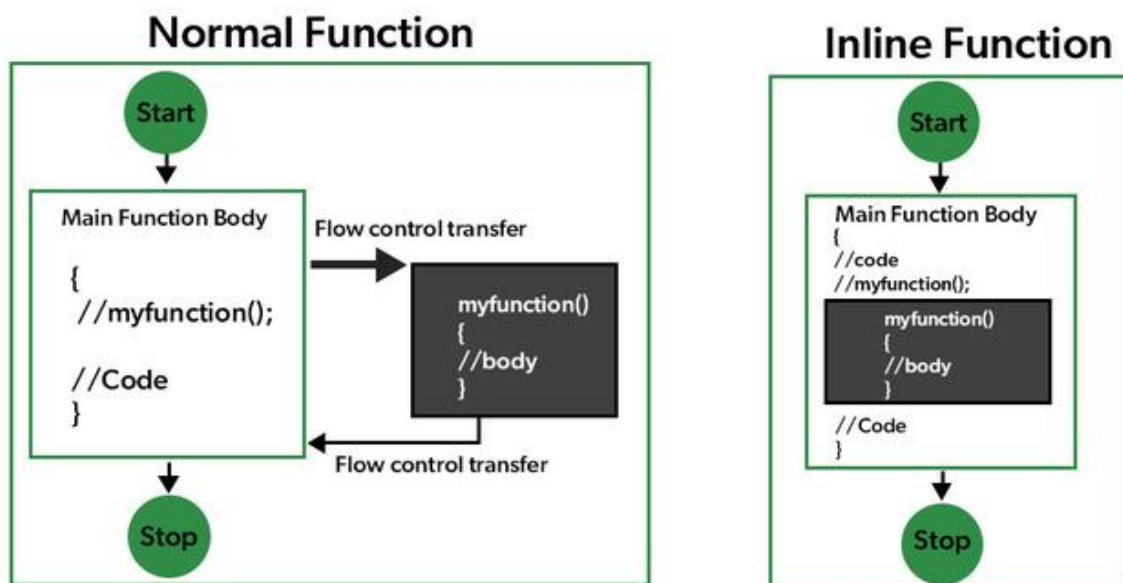 Normal Function
Start
Main Function Body
{
//myfunction();
//Code
}
Flow control transfer
myfunction()
{
//body
}
Flow control transfer
Stop
Inline Function
Start
Main Function Body
{
//code
//myfunction();
myfunction()
{
//body
}
//Code
}
Stop